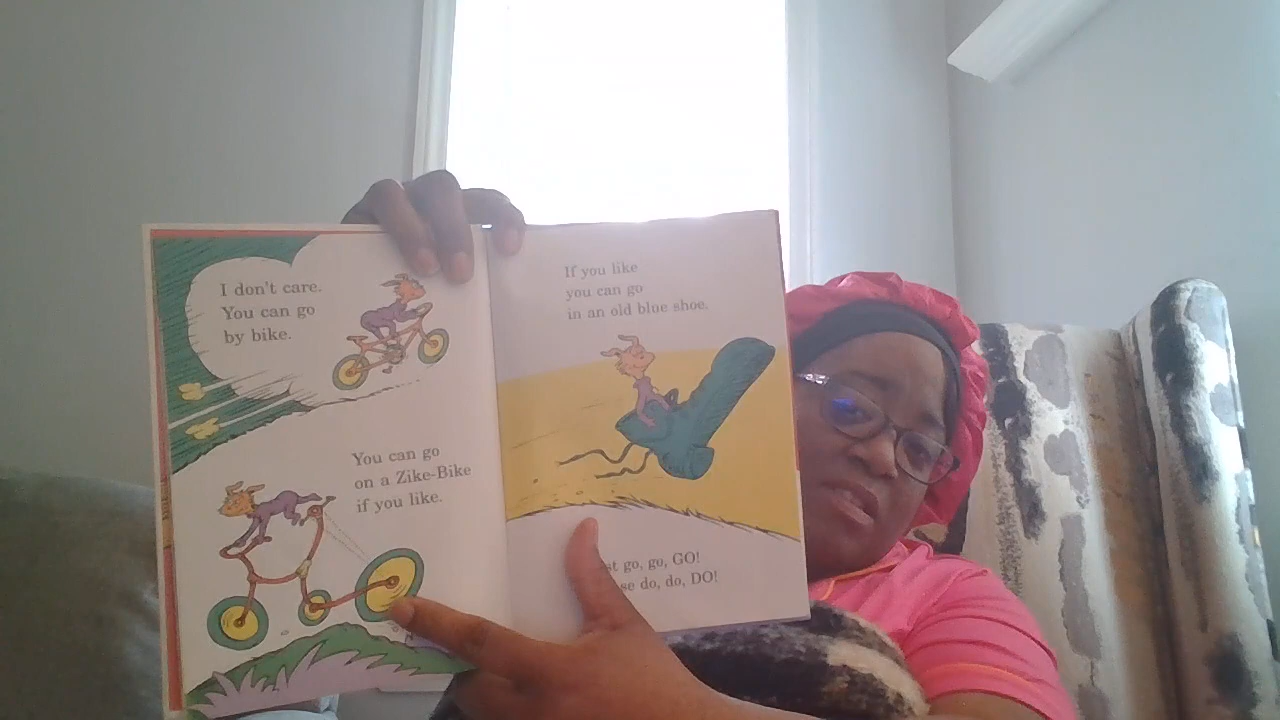 I don't care.
You can go
by bike.
You can go
on a Zike-Bike
if you like.
If you like
you can go
in an old blue shoe.
go, go, GO!
do, do, DO!